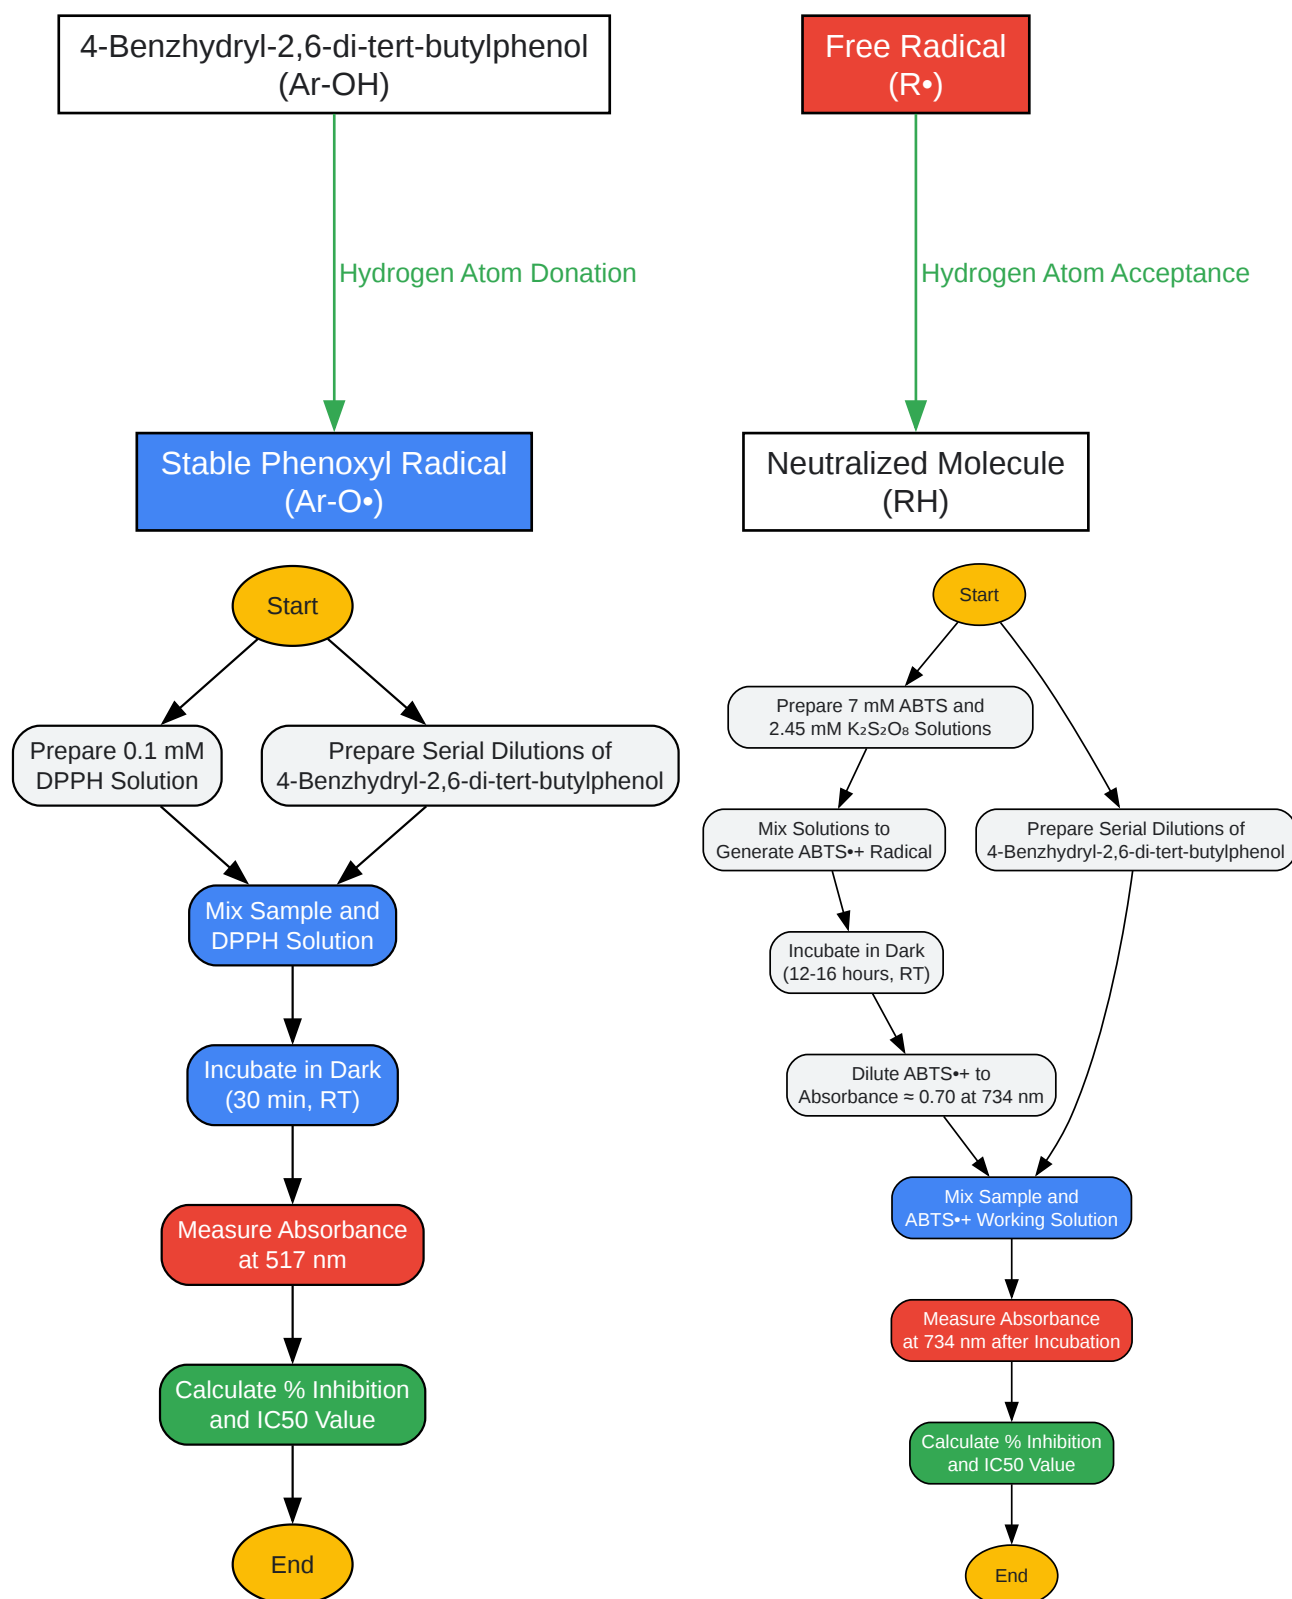 4-Benzhydryl-2,6-di-tert-butylphenol
(Ar-OH)
Free Radical
(R•)
Hydrogen Atom Donation
Hydrogen Atom Acceptance
Stable Phenoxyl Radical
(Ar-O•)
Neutralized Molecule
(RH)
Start
Prepare 0.1 mM
DPPH Solution
Prepare Serial Dilutions of
4-Benzhydryl-2,6-di-tert-butylphenol
Mix Sample and
DPPH Solution
Incubate in Dark
(30 min, RT)
Measure Absorbance
at 517 nm
Calculate % Inhibition
and IC50 Value
End
Start
Prepare 7 mM ABTS and
2.45 mM K₂S₂O₈ Solutions
Mix Solutions to
Generate ABTS•+ Radical
Prepare Serial Dilutions of
4-Benzhydryl-2,6-di-tert-butylphenol
Incubate in Dark
(12-16 hours, RT)
Dilute ABTS•+ to
Absorbance ≈ 0.70 at 734 nm
Mix Sample and
ABTS•+ Working Solution
Measure Absorbance
at 734 nm after Incubation
Calculate % Inhibition
and IC50 Value
End